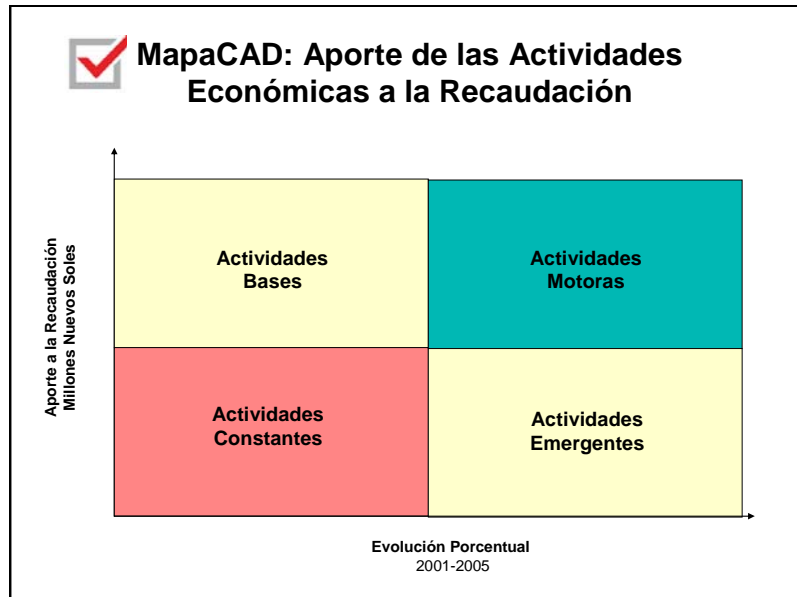 MapaCAD: Aporte de las Actividades
Económicas a la Recaudación
Aporte a la Recaudación
Millones Nuevos Soles
Actividades
Bases
Actividades
Motoras
Actividades
Constantes
Actividades
Emergentes
Evolución Porcentual
2001-2005